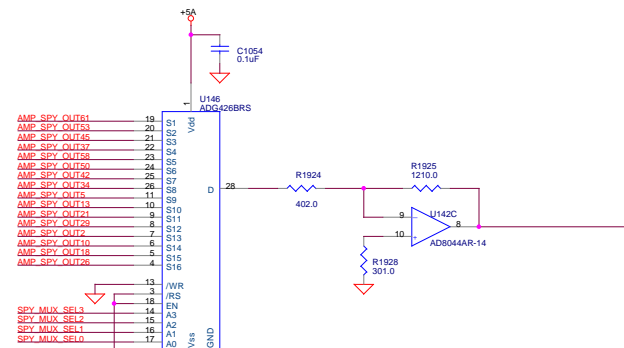 +5A
C1054
0.1uF
1
U146
ADG426BRS
Vdd
AMP_SPY_OUT61 19 S1
AMP_SPY_OUT53 20 S2
AMP_SPY_OUT45 21 S3
AMP_SPY_OUT37 22 S4
AMP_SPY_OUT58 23 S5
AMP_SPY_OUT50 24 S6
AMP_SPY_OUT42 25 S7
AMP_SPY_OUT34 26 S8
AMP_SPY_OUT5 11 S9
AMP_SPY_OUT13 10 S10
AMP_SPY_OUT21 9 S11
AMP_SPY_OUT29 8 S12
AMP_SPY_OUT2 7 S13
AMP_SPY_OUT10 6 S14
AMP_SPY_OUT18 5 S15
AMP_SPY_OUT26 4 S16
D 28
R1924
402.0
R1925
1210.0
U142C
9 - 8
10 +
AD8044AR-14
R1928
301.0
13 /WR
3 /RS
18 EN
SPY_MUX_SEL3 14 A3
SPY_MUX_SEL2 15 A2
SPY_MUX_SEL1 16 A1
SPY_MUX_SEL0 17 A0
Vss
GND